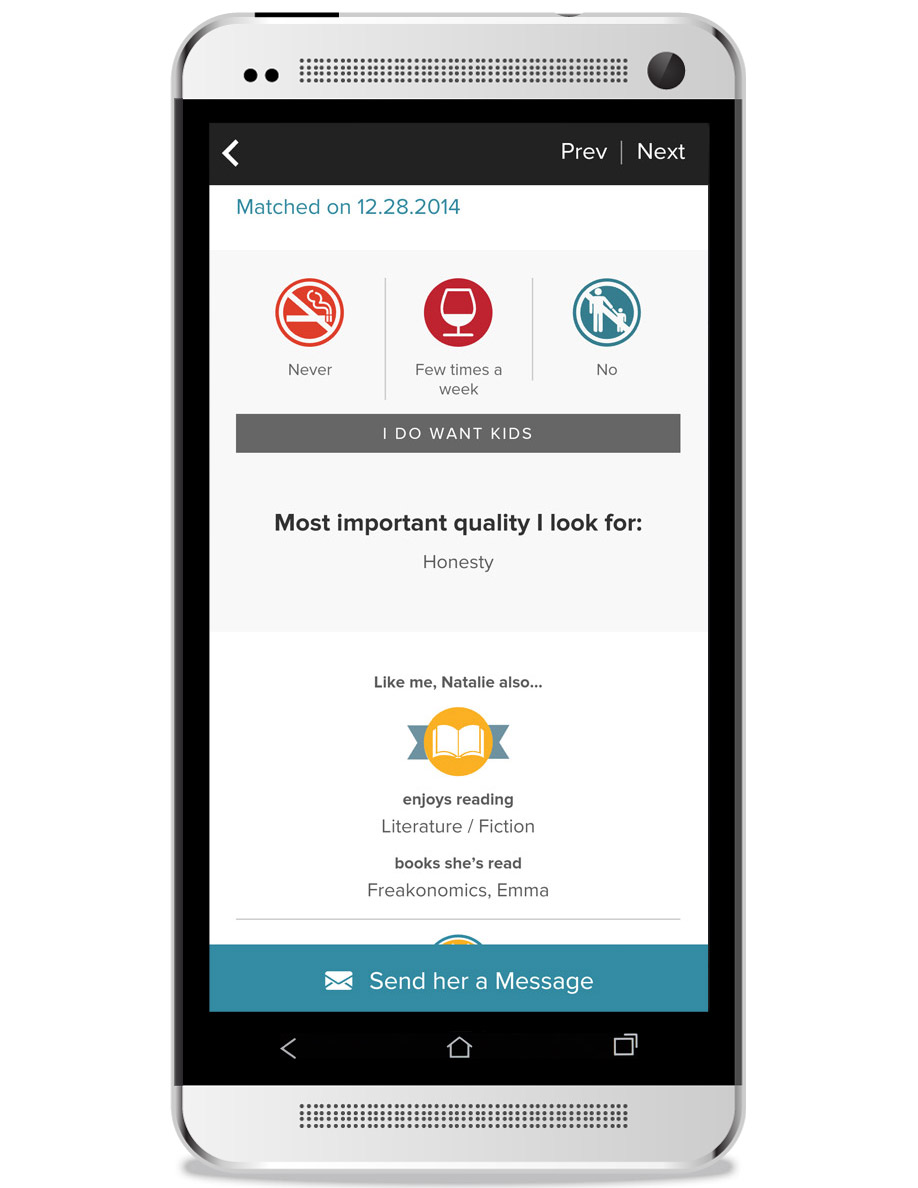 Prev | Next
Matched on 12.28.2014
Never
Few times a
week
No
I DO WANT KIDS
Most important quality I look for:
Honesty
Like me, Natalie also...
enjoys reading
Literature / Fiction
books she's read
Freakonomics, Emma
Send her a Message